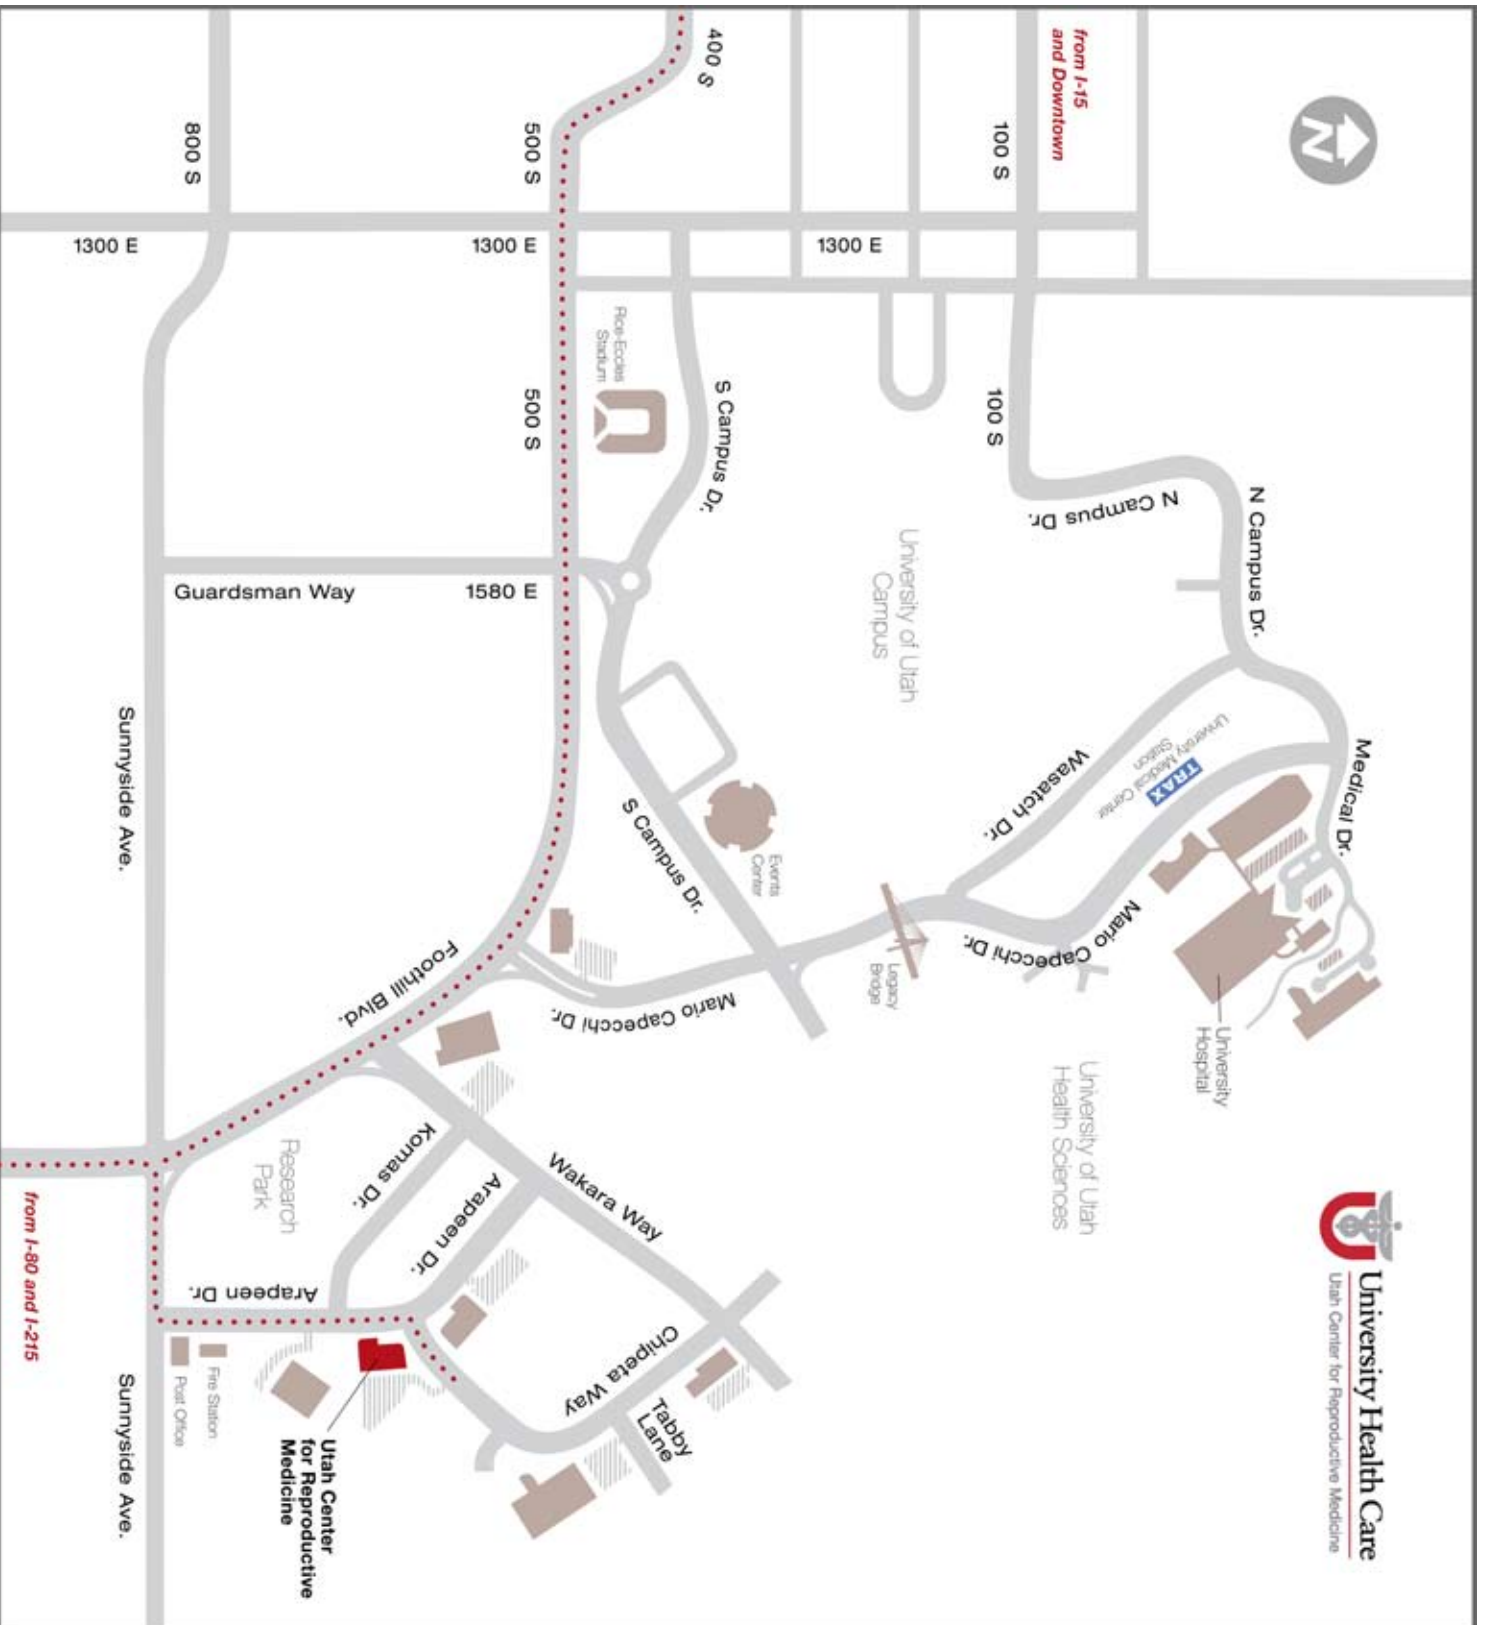 from I-15
and Downtown
N
400 S
100 S
500 S
800 S
1300 E
1300 E
1300 E
Rice-Eccles
Stadium
S Campus Dr.
500 S
100 S
N Campus Dr.
N Campus Dr.
University of Utah
Campus
Guardsman Way
1580 E
Sunnyside Ave.
Wasatch Dr.
University Medical Center
Station
TRAX
Medical Dr.
S Campus Dr.
Events
Center
Mario Capecchi Dr.
Legacy
Bridge
Foothill Blvd.
Mario Capecchi Dr.
University
Hospital
University of Utah
Health Sciences
Research
Park
Komas Dr.
Arapeen Dr.
Wakara Way
from I-80 and I-215
Arapeen Dr.
Chipeta Way
Tabby
Lane
Fire Station
Post Office
Sunnyside Ave.
Utah Center
for Reproductive
Medicine
U
University Health Care
Utah Center for Reproductive Medicine